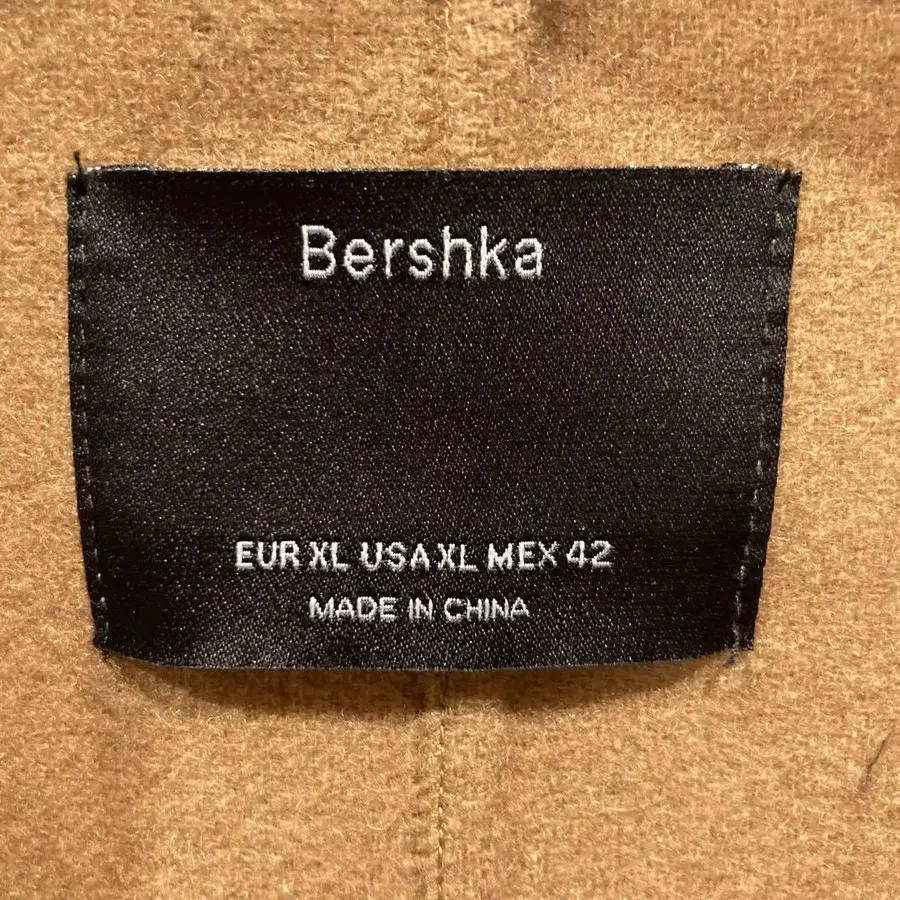 Bershka
EUR XL USA XL MEX 42
MADE IN CHINA